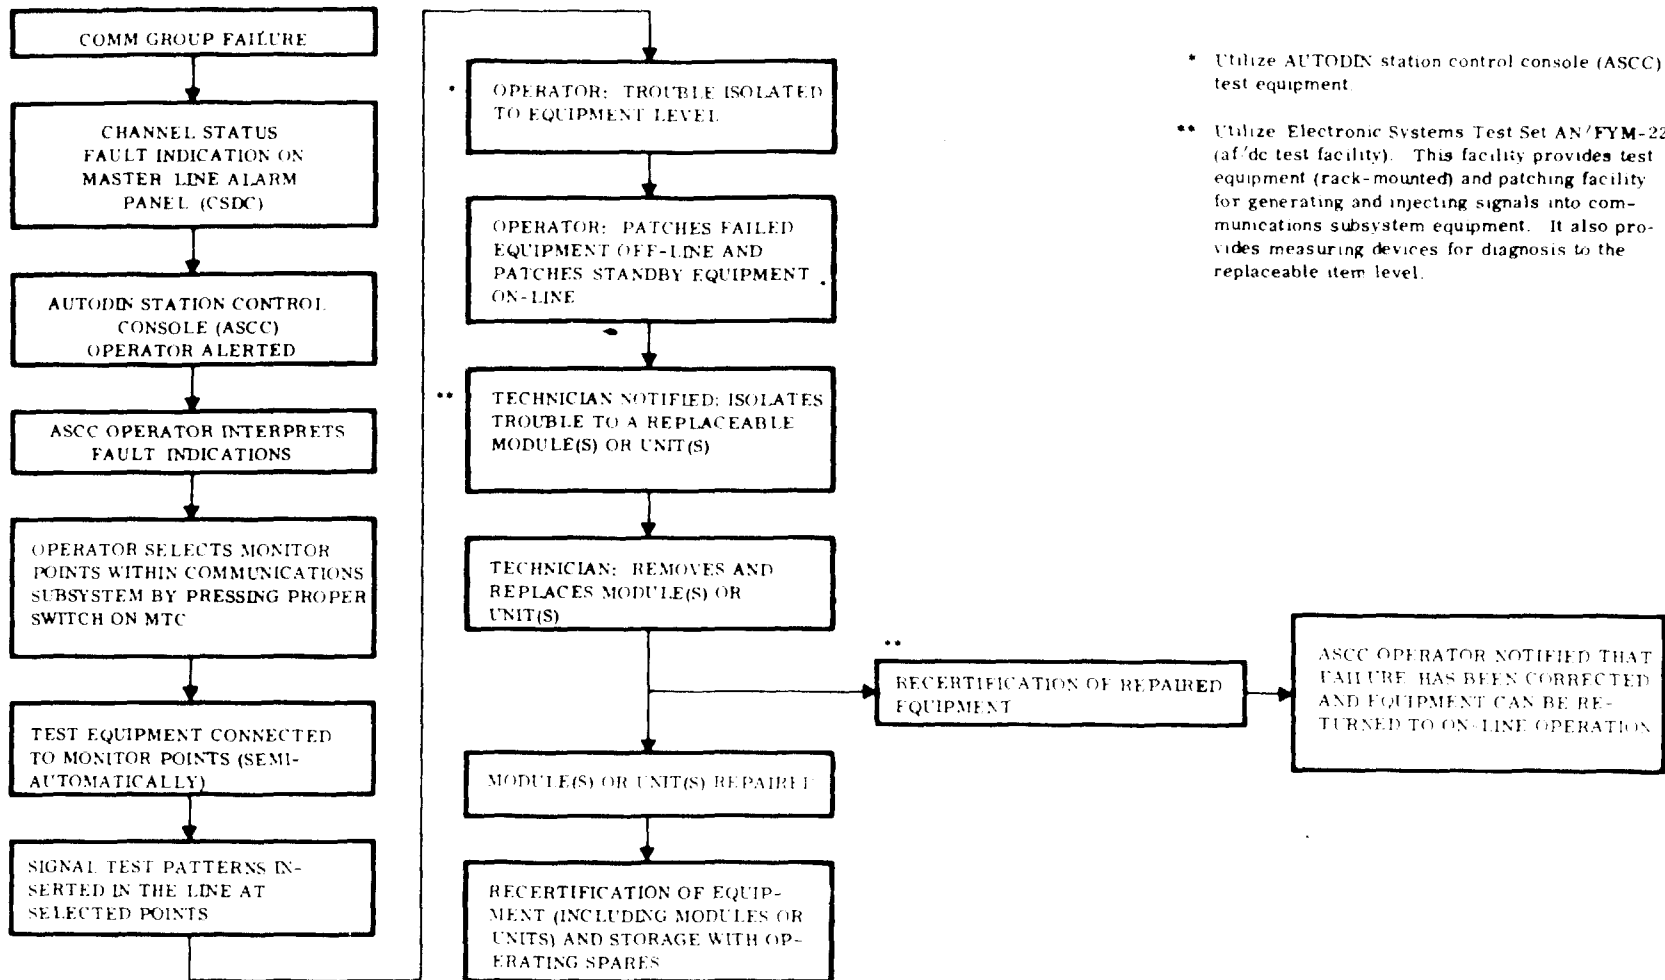 COMM GROUP FAILURE
CHANNEL STATUS
FAULT INDICATION ON
MASTER LINE ALARM
PANEL (CSDC)
AUTODIN STATION CONTROL
CONSOLE (ASCC)
OPERATOR ALERTED
ASCC OPERATOR INTERPRETS
FAULT INDICATIONS
OPERATOR SELECTS MONITOR
POINTS WITHIN COMMUNICATIONS
SUBSYSTEM BY PRESSING PROPER
SWITCH ON MTC
TEST EQUIPMENT CONNECTED
TO MONITOR POINTS (SEMI-
AUTOMATICALLY)
SIGNAL TEST PATTERNS IN-
SERTED IN THE LINE AT
SELECTED POINTS
*
OPERATOR: TROUBLE ISOLATED
TO EQUIPMENT LEVEL
OPERATOR: PATCHES FAILED
EQUIPMENT OFF-LINE AND
PATCHES STANDBY EQUIPMENT
ON-LINE
**
TECHNICIAN NOTIFIED: ISOLATES
TROUBLE TO A REPLACEABLE
MODULE(S) OR UNIT(S)
TECHNICIAN: REMOVES AND
REPLACES MODULE(S) OR
UNIT(S)
MODULE(S) OR UNIT(S) REPAIRED
RECERTIFICATION OF EQUIP-
MENT (INCLUDING MODULES OR
UNITS) AND STORAGE WITH OP-
ERATING SPARES
**
RECERTIFICATION OF REPAIRED
EQUIPMENT
ASCC OPERATOR NOTIFIED THAT
FAILURE HAS BEEN CORRECTED
AND EQUIPMENT CAN BE RE-
TURNED TO ON-LINE OPERATION
* Utilize AUTODIN station control console (ASCC)
test equipment
** Utilize Electronic Systems Test Set AN/FYM-22
(af/dc test facility). This facility provides test
equipment (rack-mounted) and patching facility
for generating and injecting signals into com-
munications subsystem equipment. It also pro-
vides measuring devices for diagnosis to the
replaceable item level.